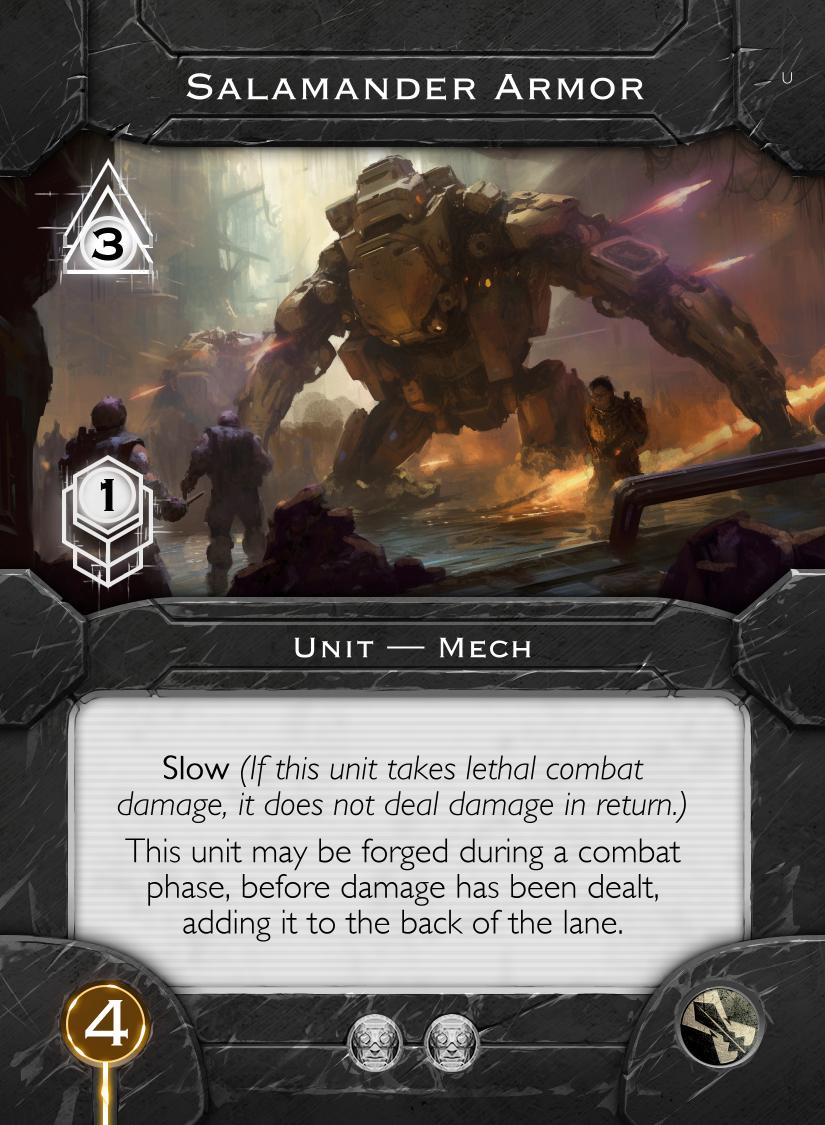 Salamander Armor
U
3
1
Unit — Mech
Slow (If this unit takes lethal combat
damage, it does not deal damage in return.)
This unit may be forged during a combat
phase, before damage has been dealt,
adding it to the back of the lane.
4